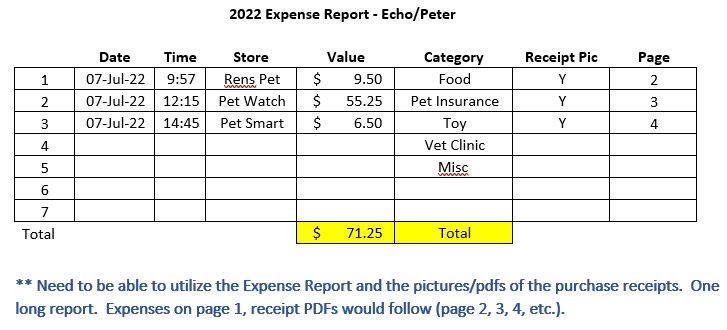 2022 Expense Report - Echo/Peter
Date Time Store Value Category Receipt Pic Page
1 07-Jul-22 9:57 Rens Pet $ 9.50 Food Y 2
2 07-Jul-22 12:15 Pet Watch $ 55.25 Pet Insurance Y 3
3 07-Jul-22 14:45 Pet Smart $ 6.50 Toy Y 4
4 Vet Clinic
5 Misc
6
7
Total $ 71.25 Total
** Need to be able to utilize the Expense Report and the pictures/pdfs of the purchase receipts. One
long report. Expenses on page 1, receipt PDFs would follow (page 2, 3, 4, etc.).